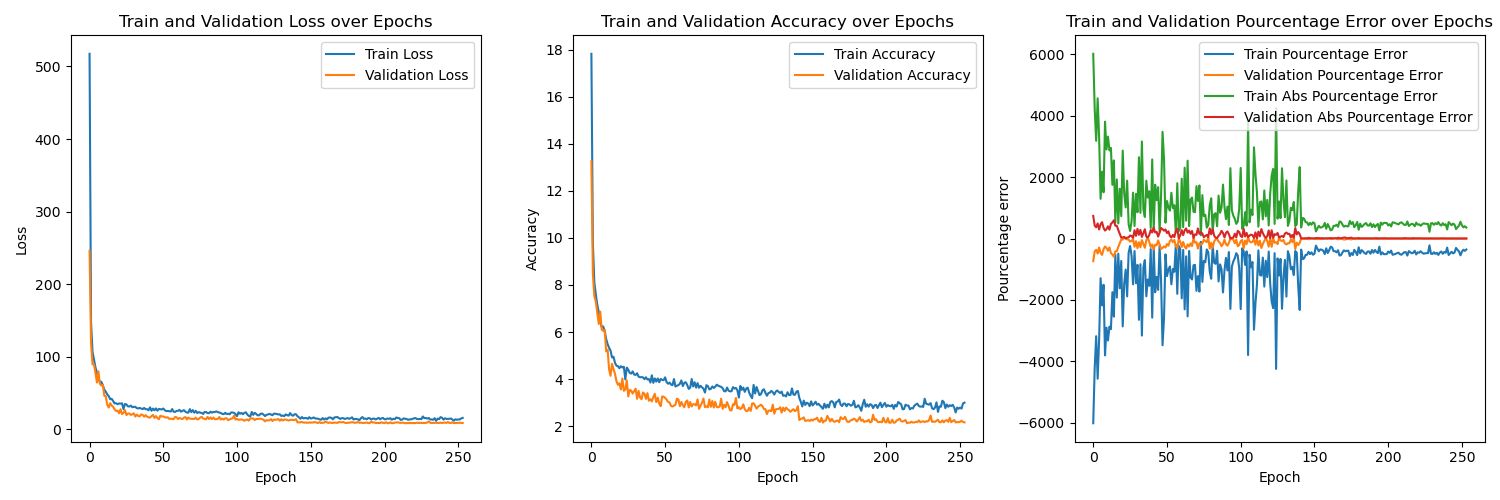 Train and Validation Loss over Epochs
Train Loss
Validation Loss
500
400
300
200
100
0
Loss
0 50 100 150 200 250
Epoch
Train and Validation Accuracy over Epochs
Train Accuracy
Validation Accuracy
18
16
14
12
10
8
6
4
2
Accuracy
0 50 100 150 200 250
Epoch
Train and Validation Pourcentage Error over Epochs
Train Pourcentage Error
Validation Pourcentage Error
Train Abs Pourcentage Error
Validation Abs Pourcentage Error
6000
4000
2000
0
−2000
−4000
−6000
Pourcentage error
0 50 100 150 200 250
Epoch